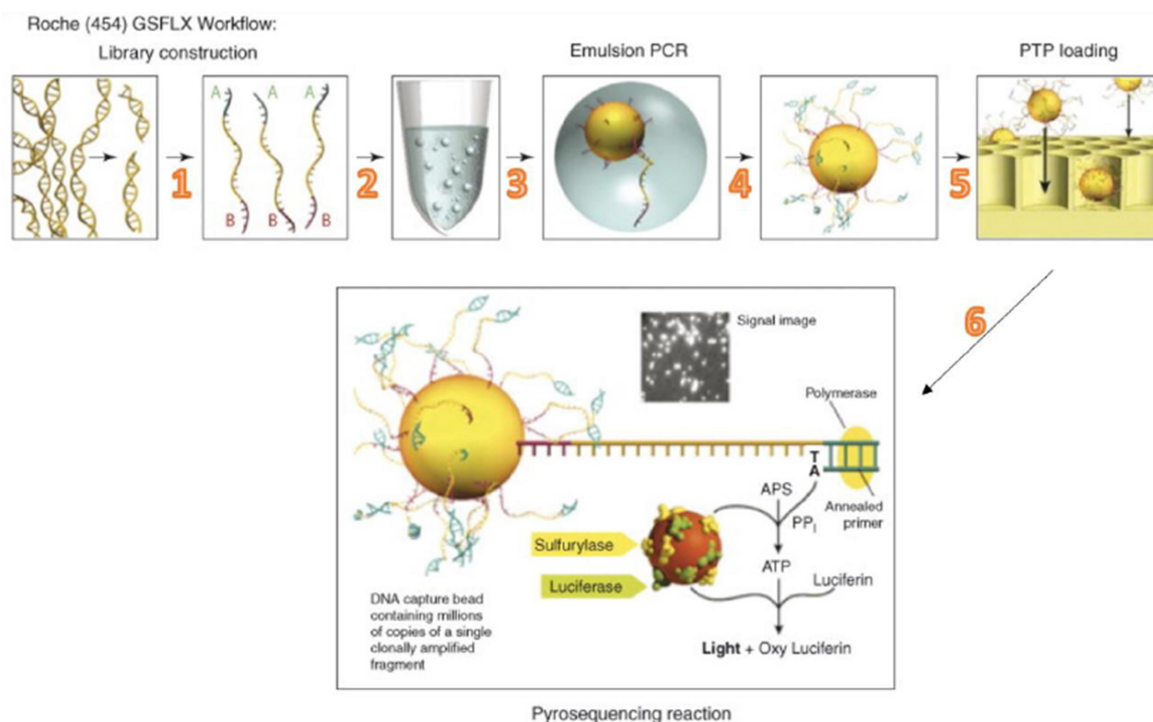 Roche (454) GSFLX Workflow:
Library construction
Emulsion PCR
PTP loading
A A A
B B B
1
2
3
4
5
6
Signal image
Polymerase
T
A
Annealed
primer
APS
PPI
Sulfurylase
ATP
Luciferase
Luciferin
DNA capture bead
containing millions
of copies of a single
clonally amplified
fragment
Light + Oxy Luciferin
Pyrosequencing reaction